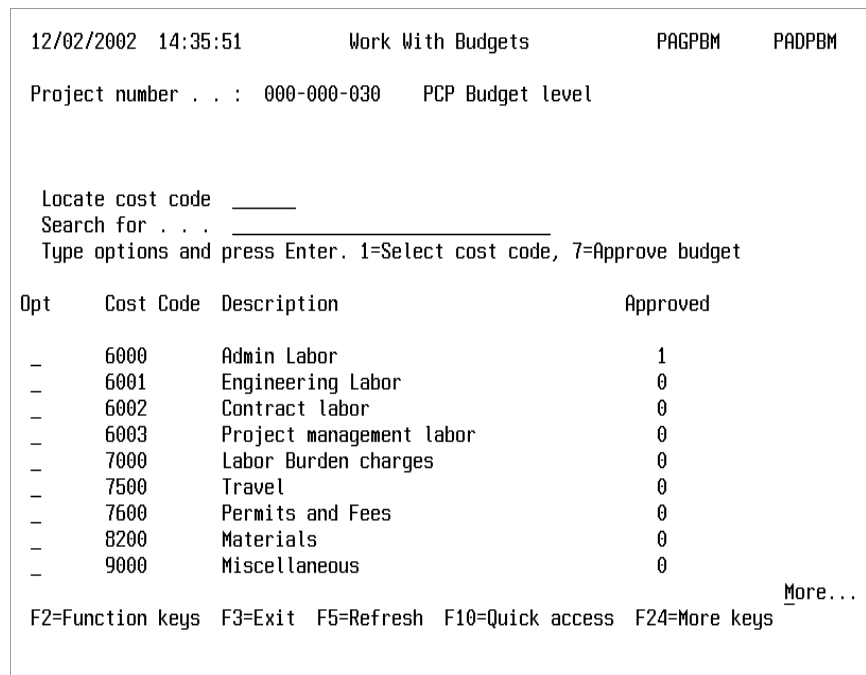 12/02/2002 14:35:51 Work With Budgets PAGPBM PADPBM
Project number . . : 000-000-030 PCP Budget level
Locate cost code ______
Search for . . . ______________________________
Type options and press Enter. 1=Select cost code, 7=Approve budget
Opt Cost Code Description Approved
_ 6000 Admin Labor 1
_ 6001 Engineering Labor 0
_ 6002 Contract labor 0
_ 6003 Project management labor 0
_ 7000 Labor Burden charges 0
_ 7500 Travel 0
_ 7600 Permits and Fees 0
_ 8200 Materials 0
_ 9000 Miscellaneous 0
More...
F2=Function keys F3=Exit F5=Refresh F10=Quick access F24=More keys